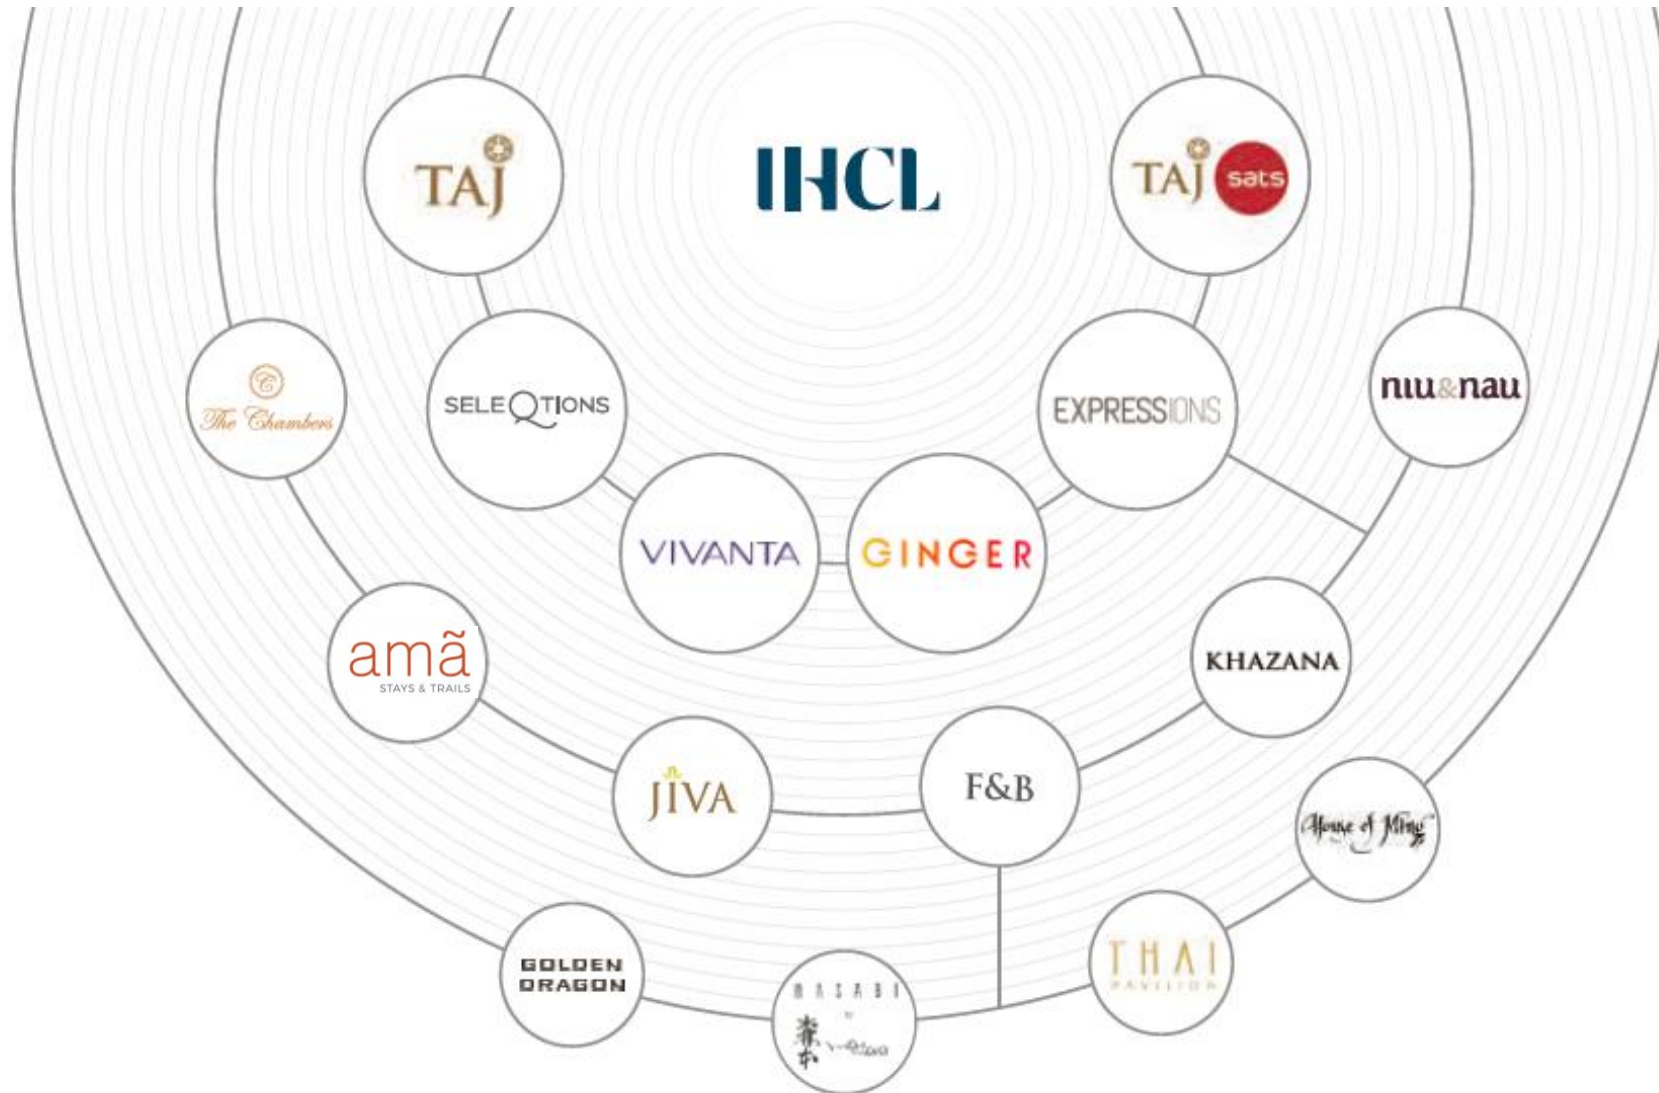 IHCL
TAJ
TAJ sats
The Chambers
SELEQTIONS
EXPRESSIONS
niu&nau
VIVANTA
GINGER
amã
STAYS & TRAILS
KHAZANA
JIVA
F&B
House of Ming
GOLDEN
DRAGON
WASABI
by
THAI
PAVILION